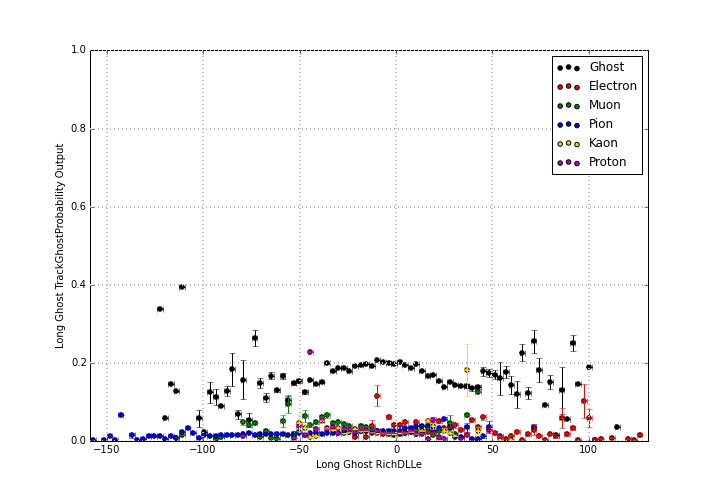 1.0
0.8
0.6
0.4
0.2
0.0
−150
−100
−50
0
50
100
Long Ghost RichDLLe
Long Ghost TrackGhostProbability Output
Ghost
Electron
Muon
Pion
Kaon
Proton